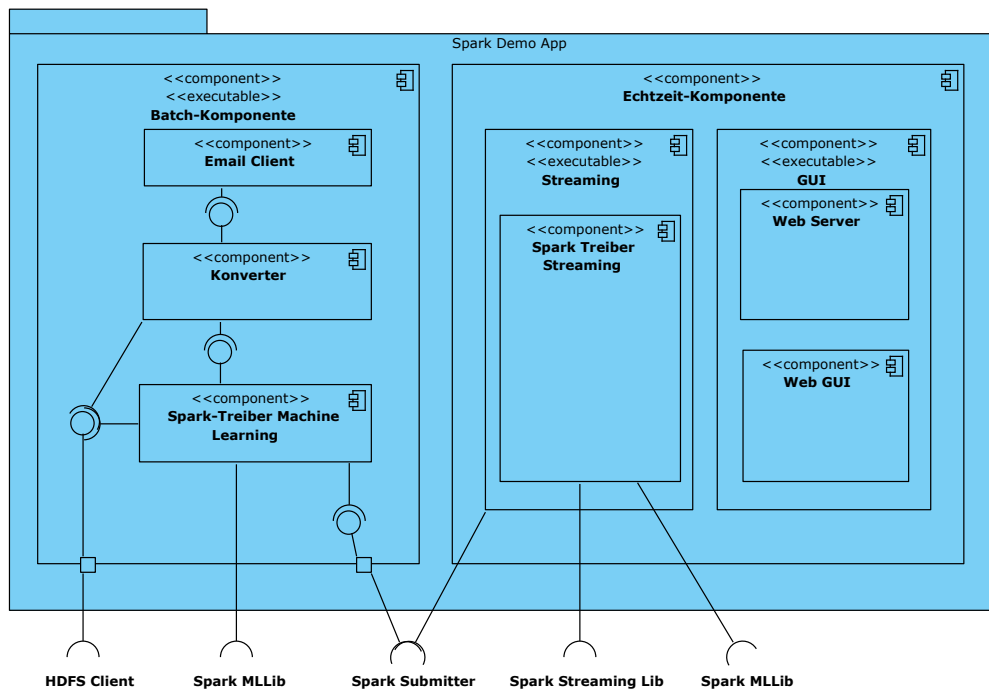 Spark Demo App
<<component>>
<<executable>>
Batch-Komponente
<<component>>
Email Client
<<component>>
Konverter
<<component>>
Spark-Treiber Machine
Learning
<<component>>
Echtzeit-Komponente
<<component>>
<<executable>>
Streaming
<<component>>
Spark Treiber
Streaming
<<component>>
<<executable>>
GUI
<<component>>
Web Server
<<component>>
Web GUI
HDFS Client
Spark MLLib
Spark Submitter
Spark Streaming Lib
Spark MLLib